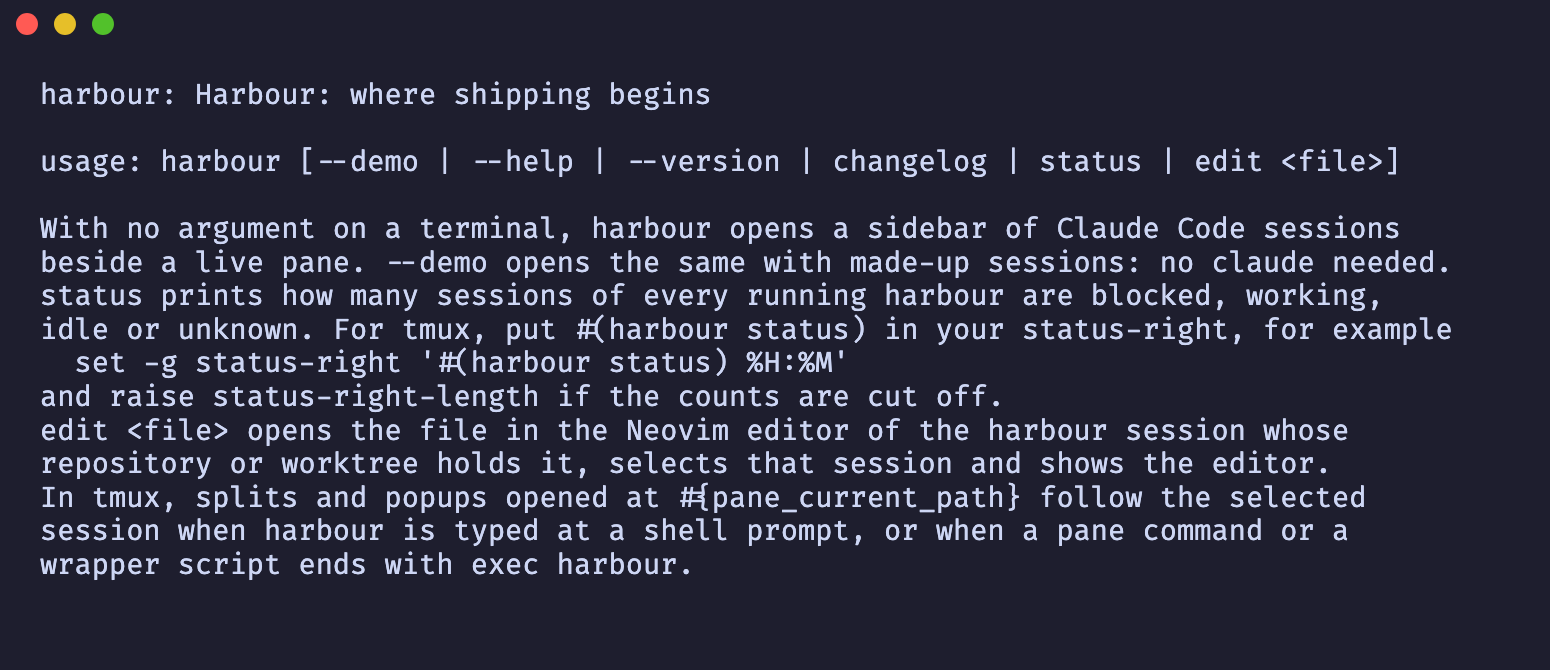 harbour: Harbour: where shipping begins

usage: harbour [--demo | --help | --version | changelog | status | edit <file>]

With no argument on a terminal, harbour opens a sidebar of Claude Code sessions
beside a live pane. --demo opens the same with made-up sessions: no claude needed.
status prints how many sessions of every running harbour are blocked, working,
idle or unknown. For tmux, put #(harbour status) in your status-right, for example
  set -g status-right '#(harbour status) %H:%M'
and raise status-right-length if the counts are cut off.
edit <file> opens the file in the Neovim editor of the harbour session whose
repository or worktree holds it, selects that session and shows the editor.
In tmux, splits and popups opened at #{pane_current_path} follow the selected
session when harbour is typed at a shell prompt, or when a pane command or a
wrapper script ends with exec harbour.